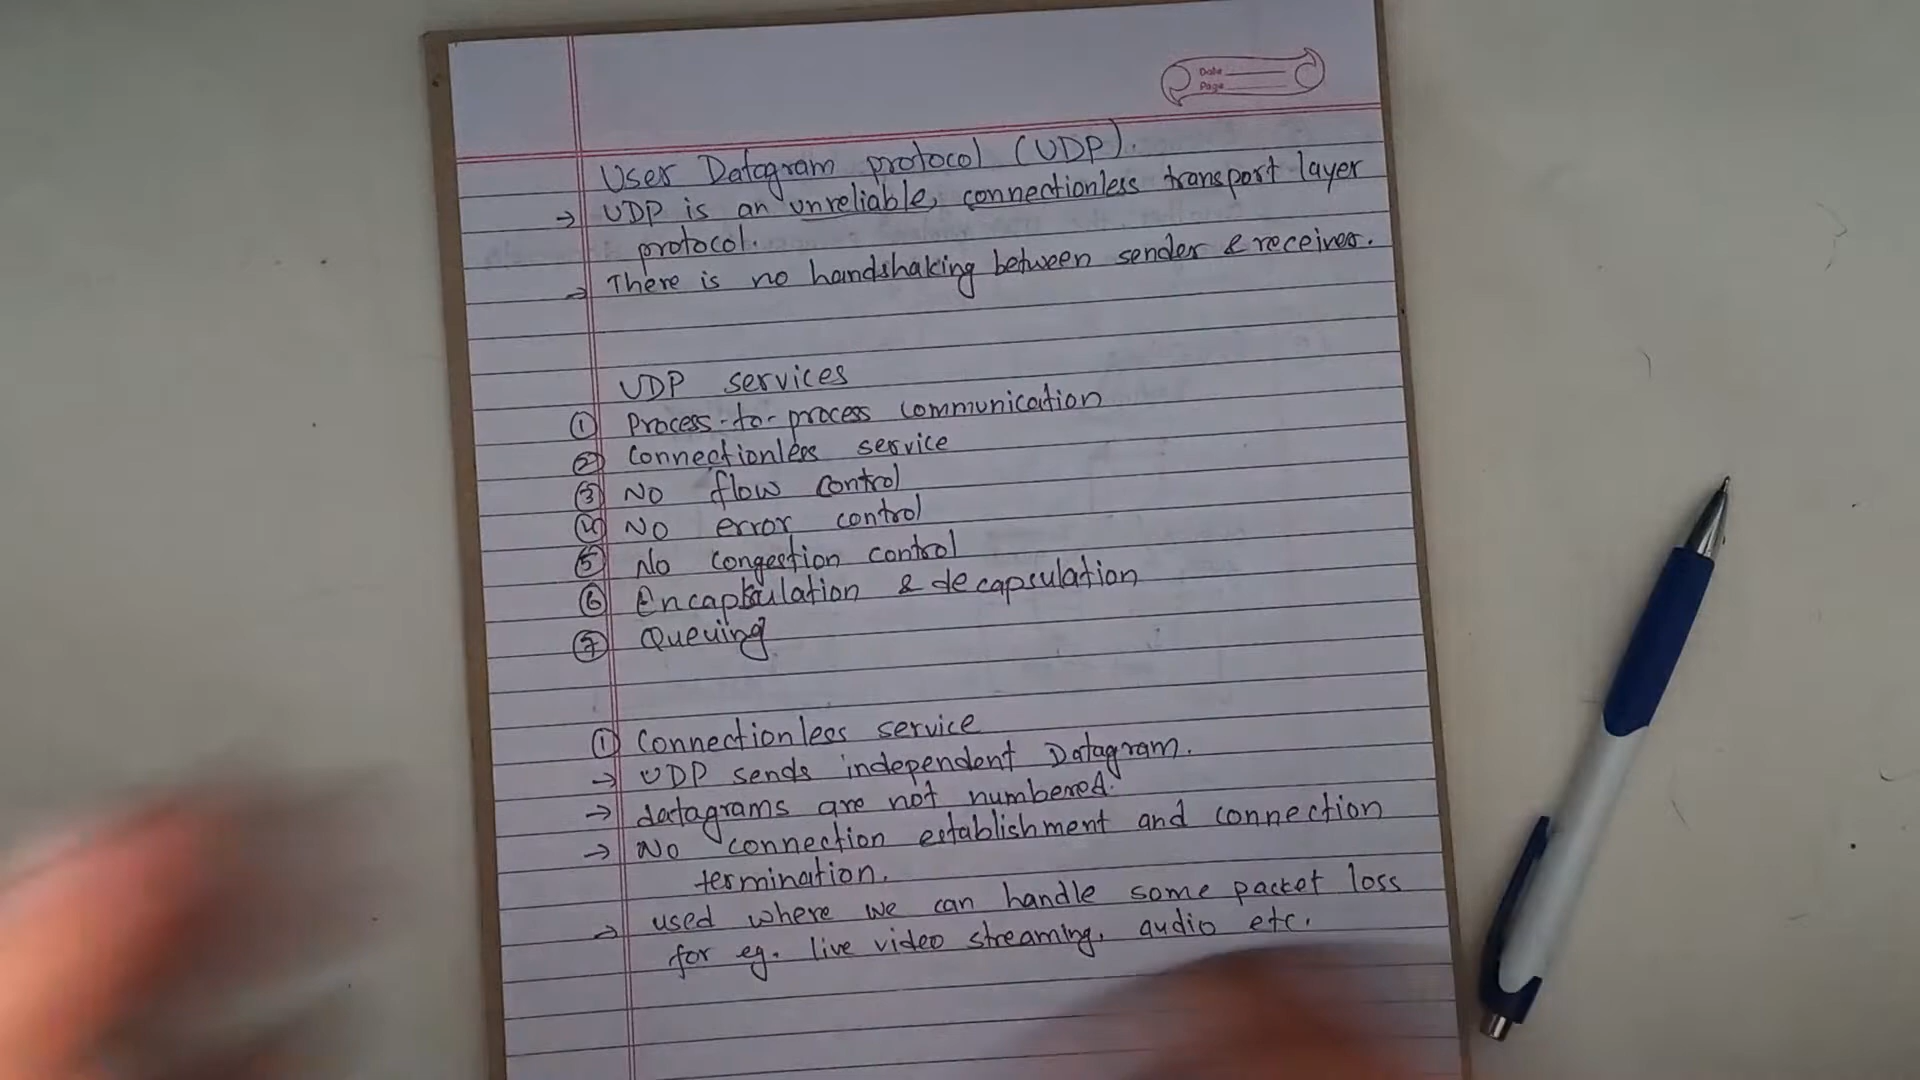 Date
Page
User Datagram protocol (UDP).
→ UDP is an unreliable, connectionless transport layer
protocol.
→ There is no handshaking between sender & receiver.
UDP services
① Process-to-process communication
② Connectionless service
③ No flow control
④ No error control
⑤ No congestion control
⑥ Encapsulation & decapsulation
⑦ Queuing
① Connectionless service
→ UDP sends independent Datagram.
→ datagrams are not numbered.
→ No connection establishment and connection
termination.
→ used where we can handle some packet loss
for eg. live video streaming, audio etc.